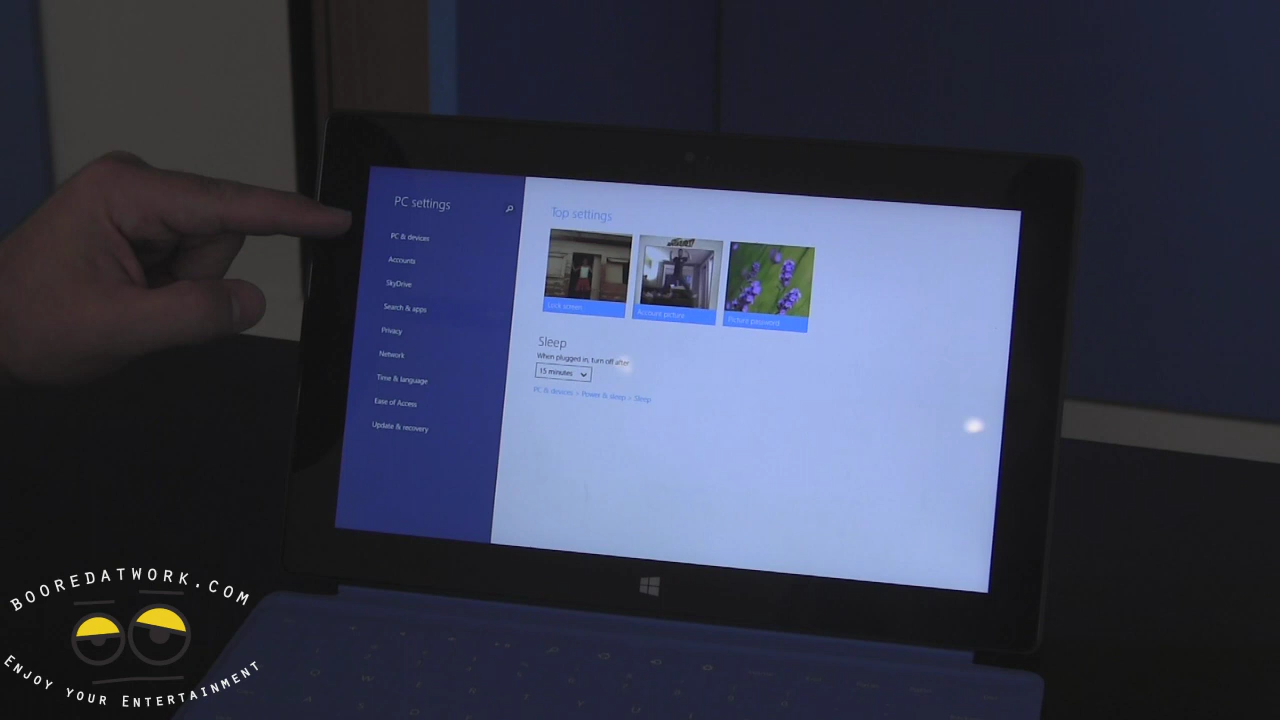 PC settings
PC & devices
Accounts
SkyDrive
Search & apps
Privacy
Network
Time & language
Ease of Access
Update & recovery
Top settings
Lock screen
Account picture
Picture password
Sleep
When plugged in, turn off after
15 minutes
PC & devices > Power & sleep > Sleep
BOOREDATWORK.COM
ENJOY YOUR ENTERTAINMENT